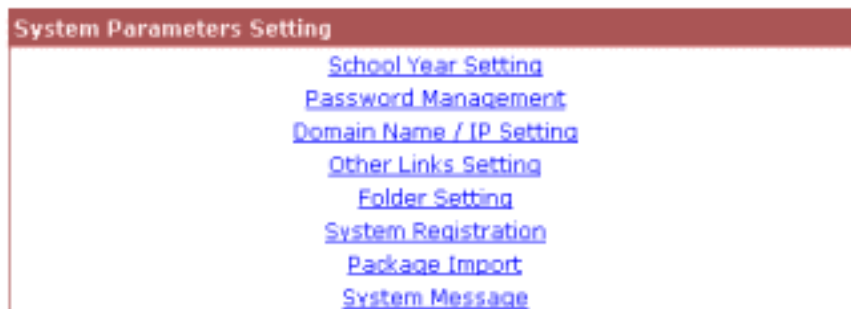 System Parameters Setting
School Year Setting
Password Management
Domain Name / IP Setting
Other Links Setting
Folder Setting
System Registration
Package Import
System Message